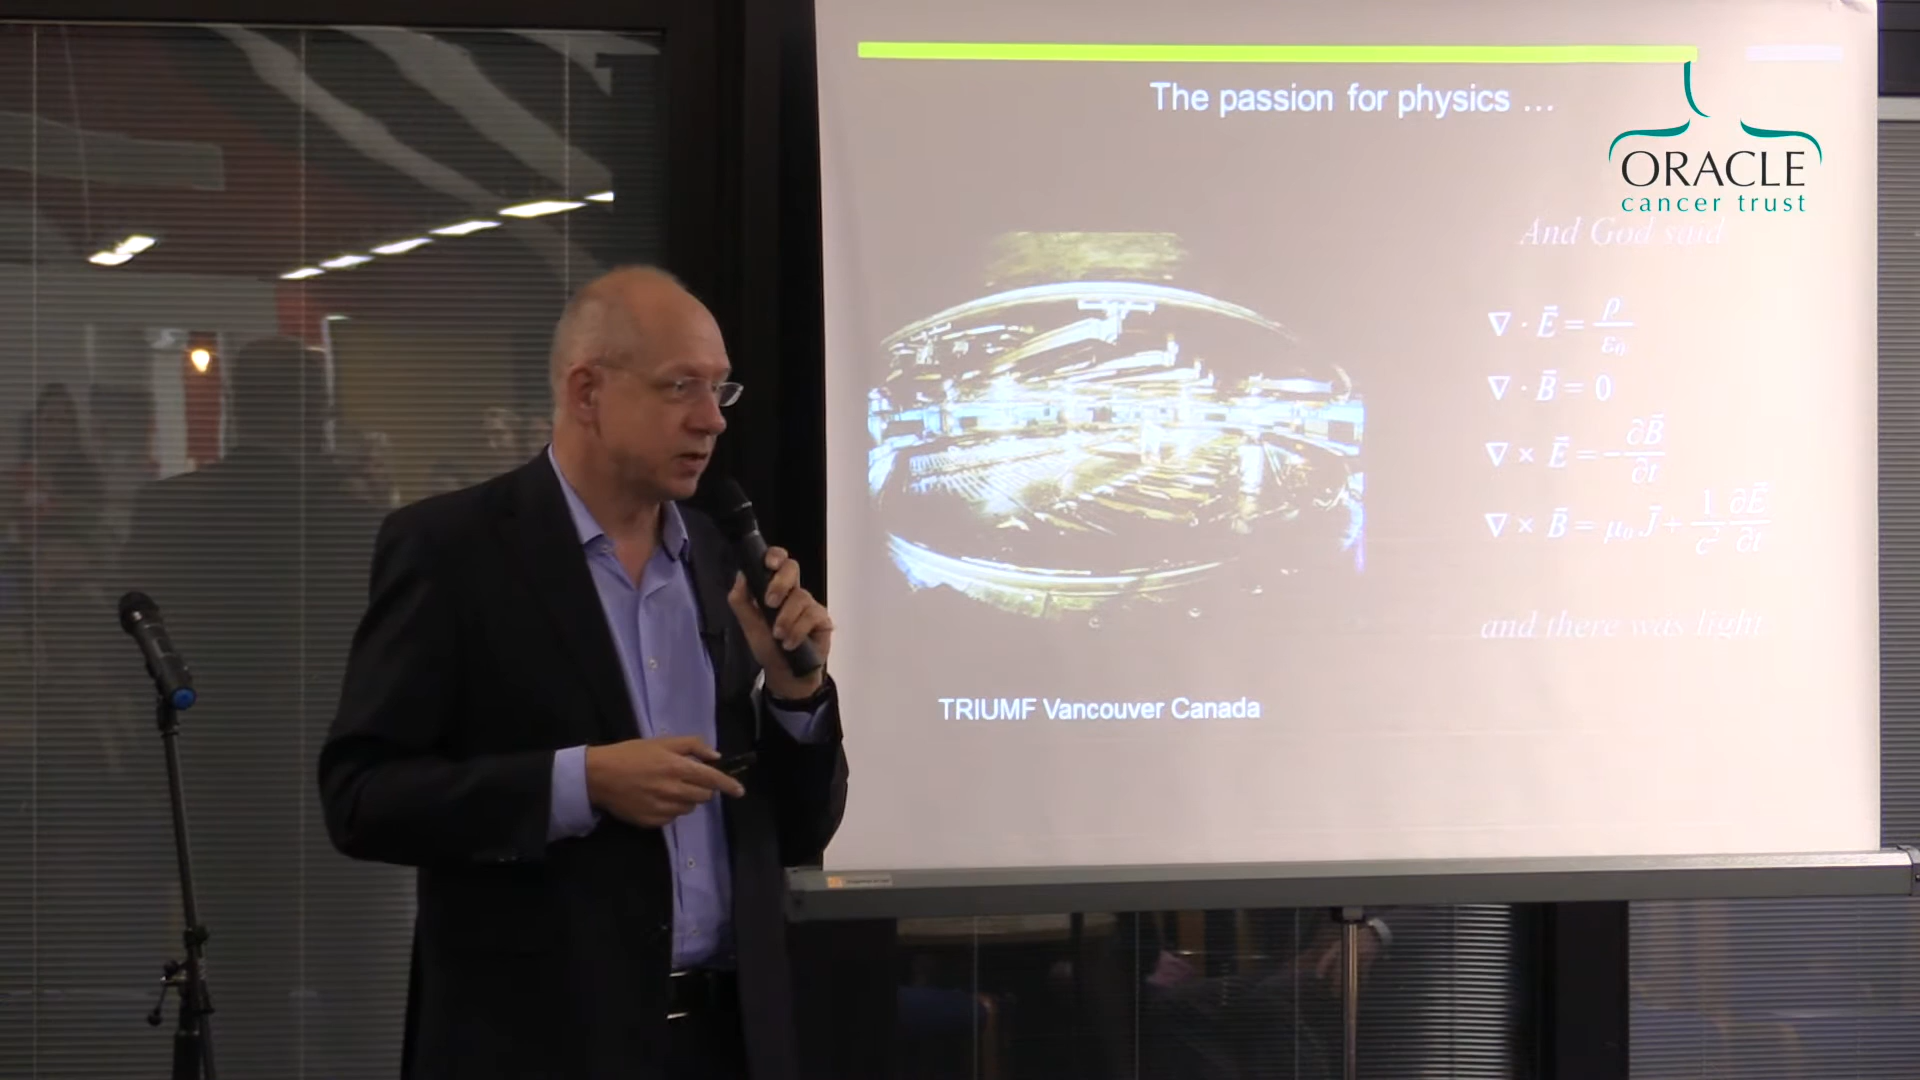 The passion for physics ...
ORACLE
cancer trust
And God said
∇ · E⃗ = ρ / ε₀
∇ · B⃗ = 0
∇ × E⃗ = -∂B⃗ / ∂t
∇ × B⃗ = μ₀ J⃗ + 1/c² ∂E⃗/∂t
and there was light
TRIUMF Vancouver Canada